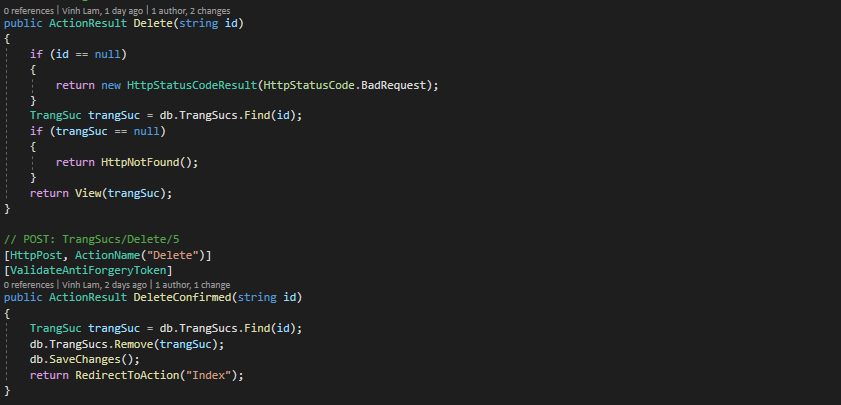 0 references | Vinh Lam, 1 day ago | 1 author, 2 changes
public ActionResult Delete(string id)
{
if (id == null)
{
return new HttpStatusCodeResult(HttpStatusCode.BadRequest);
}
TrangSuc trangSuc = db.TrangSucs.Find(id);
if (trangSuc == null)
{
return HttpNotFound();
}
return View(trangSuc);
}
// POST: TrangSucs/Delete/5
[HttpPost, ActionName("Delete")]
[ValidateAntiForgeryToken]
0 references | Vinh Lam, 2 days ago | 1 author, 1 change
public ActionResult DeleteConfirmed(string id)
{
TrangSuc trangSuc = db.TrangSucs.Find(id);
db.TrangSucs.Remove(trangSuc);
db.SaveChanges();
return RedirectToAction("Index");
}